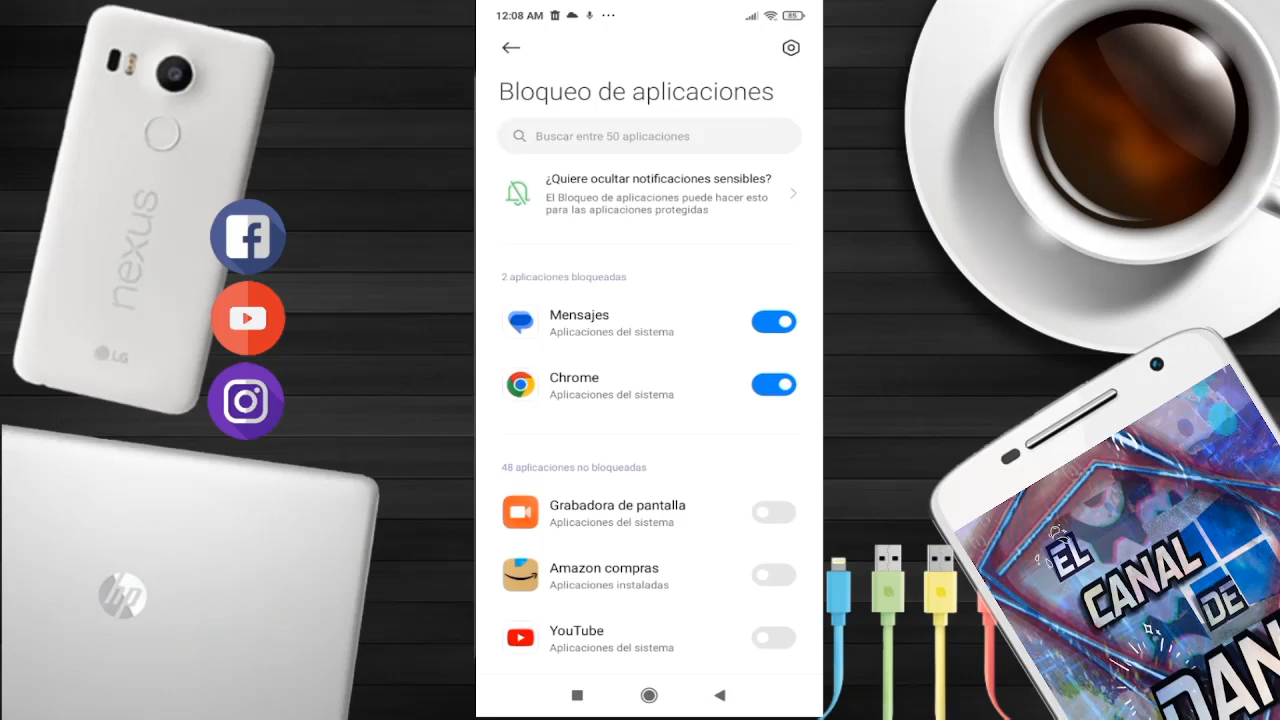 12:08 AM
85
Bloqueo de aplicaciones
Buscar entre 50 aplicaciones
¿Quiere ocultar notificaciones sensibles?
El Bloqueo de aplicaciones puede hacer esto
para las aplicaciones protegidas
2 aplicaciones bloqueadas
Mensajes
Aplicaciones del sistema
Chrome
Aplicaciones del sistema
48 aplicaciones no bloqueadas
Grabadora de pantalla
Aplicaciones del sistema
Amazon compras
Aplicaciones instaladas
YouTube
Aplicaciones del sistema
nexus
LG
hp
EL
CANAL
DE
DAN